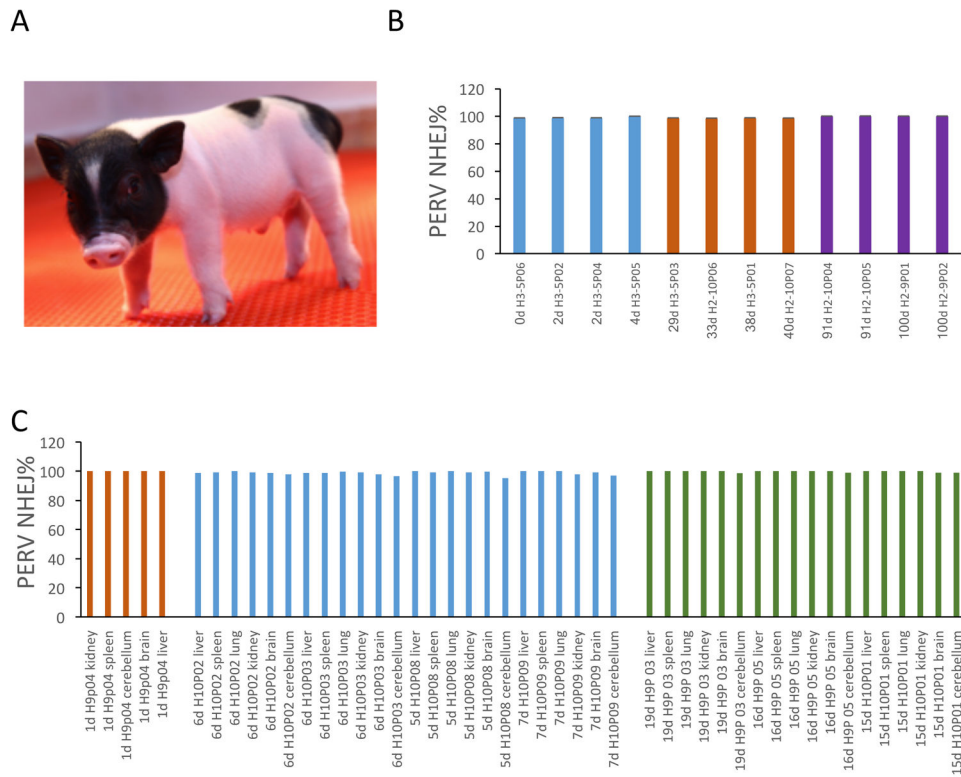 A
B
PERV NHEJ%
120
100
80
60
40
20
0
0d H3-5P06
2d H3-5P02
2d H3-5P04
4d H3-5P05
29d H3-5P03
33d H2-10P06
38d H3-5P01
40d H2-10P07
91d H2-10P04
91d H2-10P05
100d H2-9P01
100d H2-9P02
C
PERV NHEJ%
120
100
80
60
40
20
0
1d H9p04 kidney
1d H9p04 spleen
1d H9p04 cerebellum
1d H9p04 brain
1d H9p04 liver
6d H10P02 liver
6d H10P02 spleen
6d H10P02 lung
6d H10P02 kidney
6d H10P02 brain
6d H10P02 cerebellum
6d H10P03 liver
6d H10P03 spleen
6d H10P03 lung
6d H10P03 kidney
6d H10P03 brain
6d H10P03 cerebellum
5d H10P08 liver
5d H10P08 spleen
5d H10P08 lung
5d H10P08 kidney
5d H10P08 brain
5d H10P08 cerebellum
7d H10P09 liver
7d H10P09 spleen
7d H10P09 lung
7d H10P09 kidney
7d H10P09 brain
7d H10P09 cerebellum
19d H9P 03 liver
19d H9P 03 spleen
19d H9P 03 lung
19d H9P 03 kidney
19d H9P 03 brain
19d H9P 03 cerebellum
16d H9P 05 liver
16d H9P 05 spleen
16d H9P 05 kidney
16d H9P 05 lung
16d H9P 05 brain
16d H9P 05 cerebellum
15d H10P01 liver
15d H10P01 spleen
15d H10P01 lung
15d H10P01 kidney
15d H10P01 brain
15d H10P01 cerebellum